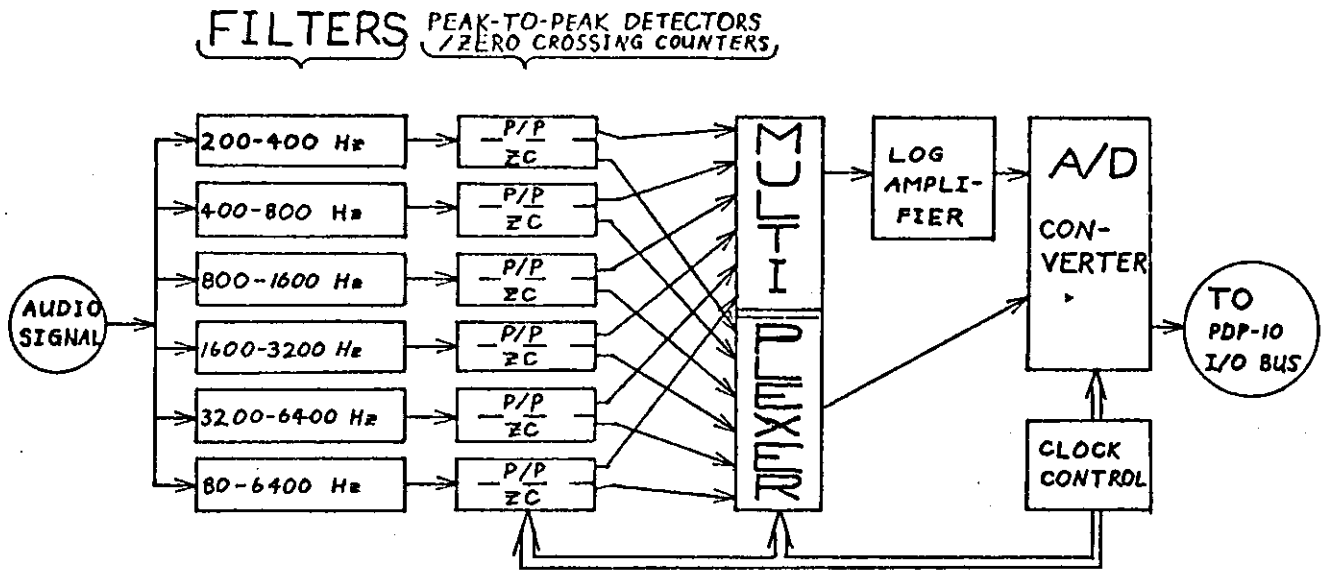 FILTERS
PEAK-TO-PEAK DETECTORS
/ZERO CROSSING COUNTERS
200-400 Hz
400-800 Hz
800-1600 Hz
1600-3200 Hz
3200-6400 Hz
80-6400 Hz
P/P
ZC
P/P
ZC
P/P
ZC
P/P
ZC
P/P
ZC
P/P
ZC
AUDIO
SIGNAL
MULTI
PLEXER
LOG
AMPLI-
FIER
A/D
CON-
VERTER
TO
PDP-10
I/O BUS
CLOCK
CONTROL